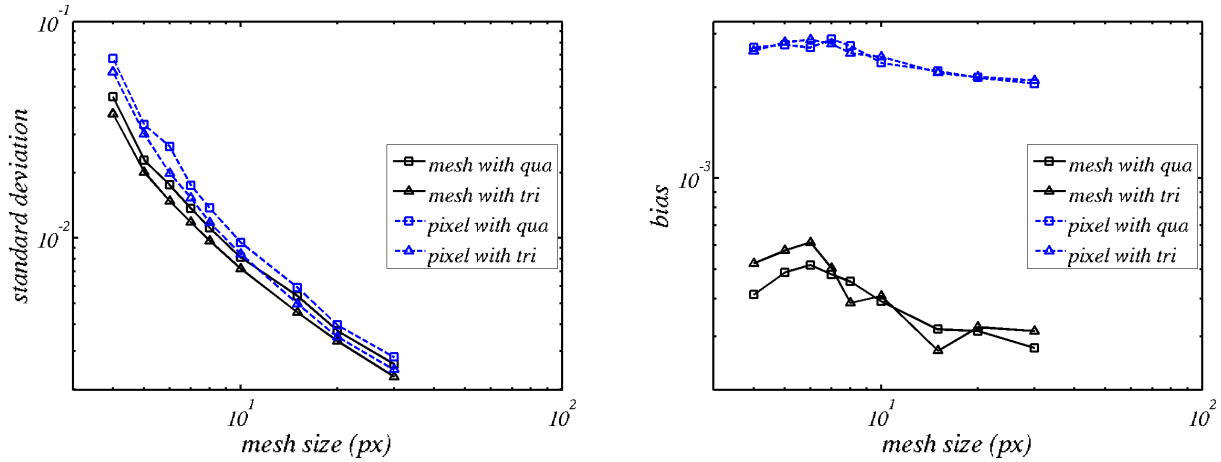 10^-1
10^-2
standard deviation
mesh with qua
mesh with tri
pixel with qua
pixel with tri
10^1
10^2
mesh size (px)
10^-3
bias
mesh with qua
mesh with tri
pixel with qua
pixel with tri
10^1
10^2
mesh size (px)